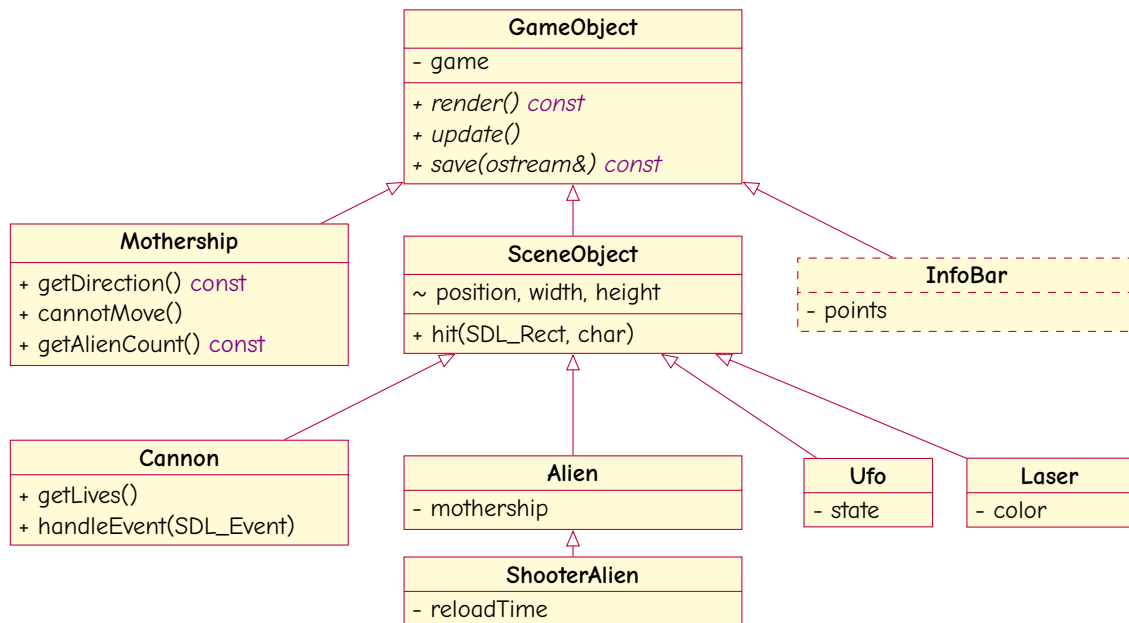 GameObject
- game
+ render() const
+ update()
+ save(ostream&) const
Mothership
+ getDirection() const
+ cannotMove()
+ getAlienCount() const
SceneObject
~ position, width, height
+ hit(SDL_Rect, char)
InfoBar
- points
Cannon
+ getLives()
+ handleEvent(SDL_Event)
Alien
- mothership
Ufo
- state
Laser
- color
ShooterAlien
- reloadTime